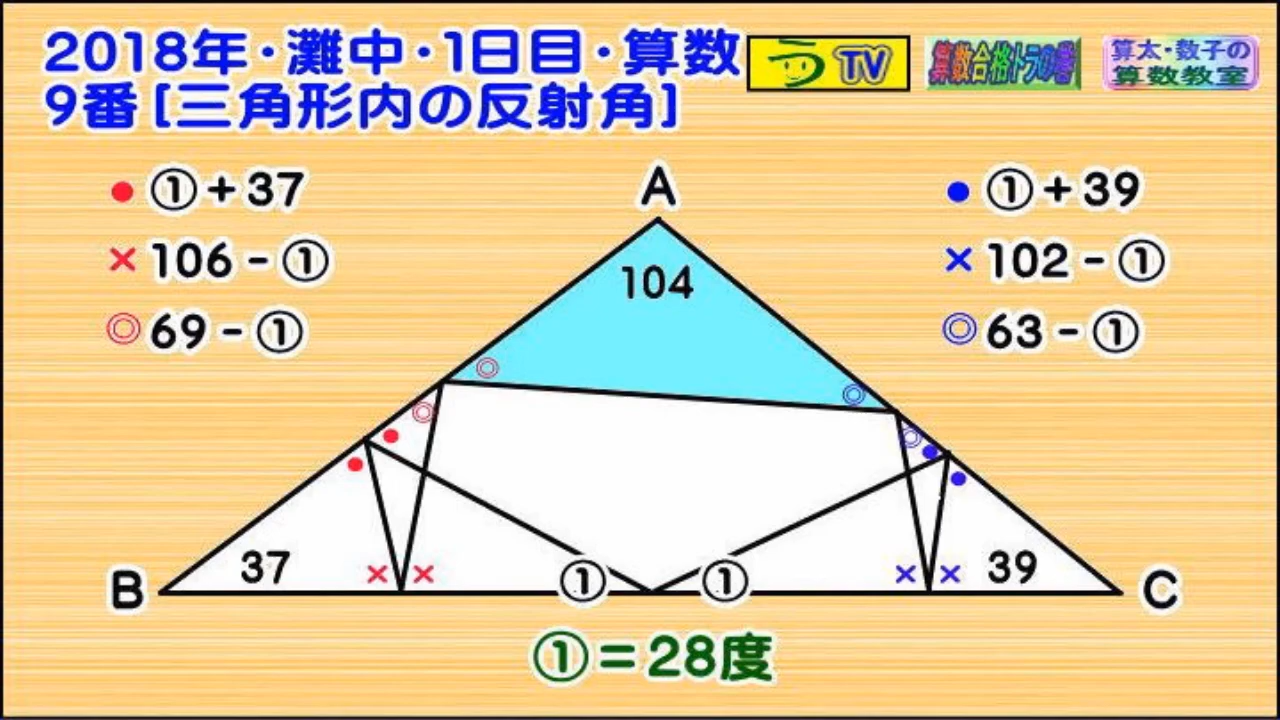 2018年・灘中・1日目・算数
9番[三角形内の反射角]
う TV
算数合格トラの巻
算太・数子の
算数教室
● ①+37
× 106-①
◎ 69-①
● ①+39
× 102-①
◎ 63-①
A
104
◎
◎
◎
◎
●
●
●
●
37
39
× ×
① ①
× ×
B
C
①=28度